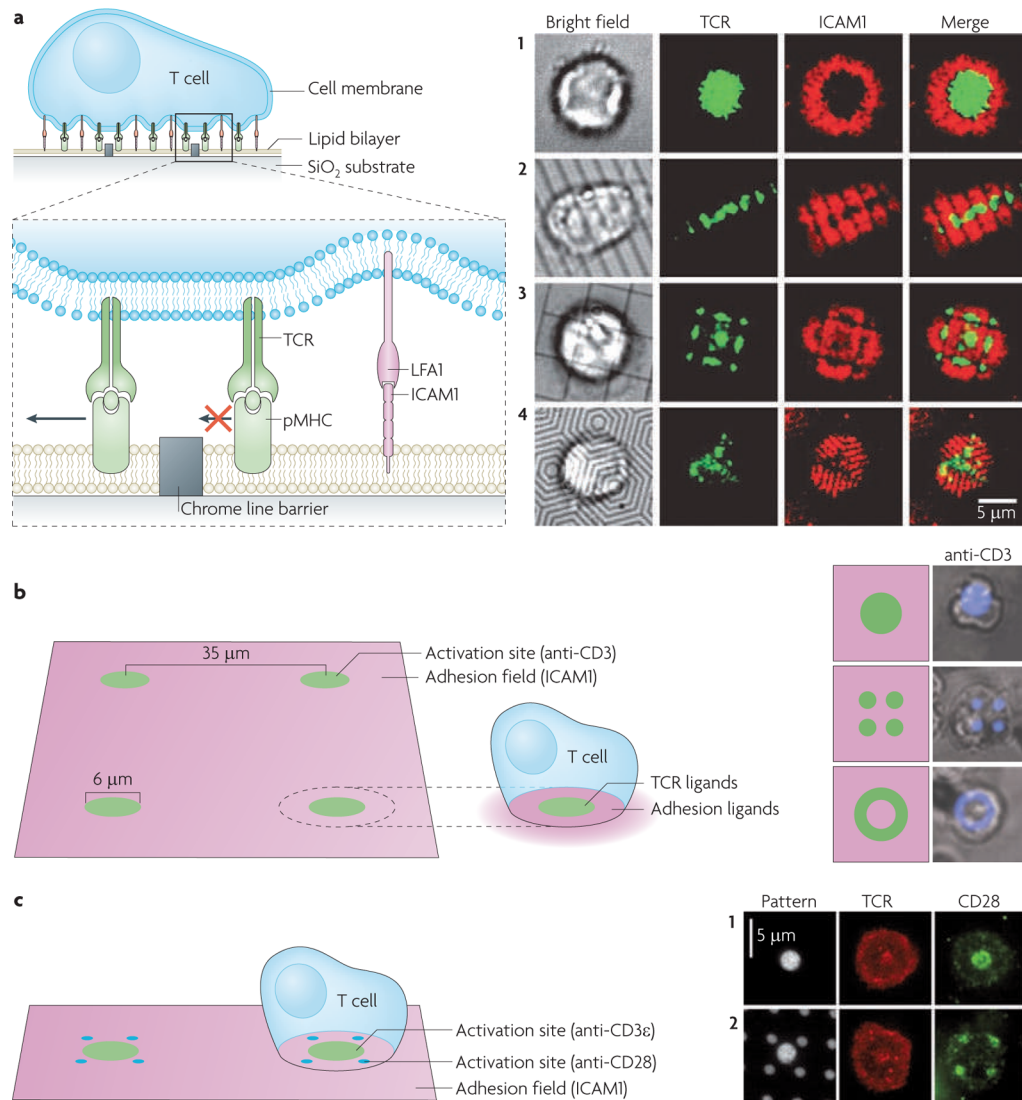 a
Bright field TCR ICAM1 Merge
1
T cell
Cell membrane
Lipid bilayer
SiO₂ substrate
2
3
TCR
LFA1
ICAM1
pMHC
4
Chrome line barrier
5 µm
b
anti-CD3
35 µm
Activation site (anti-CD3)
Adhesion field (ICAM1)
6 µm
T cell
TCR ligands
Adhesion ligands
c
Pattern TCR CD28
1
5 µm
T cell
Activation site (anti-CD3ε)
Activation site (anti-CD28)
Adhesion field (ICAM1)
2